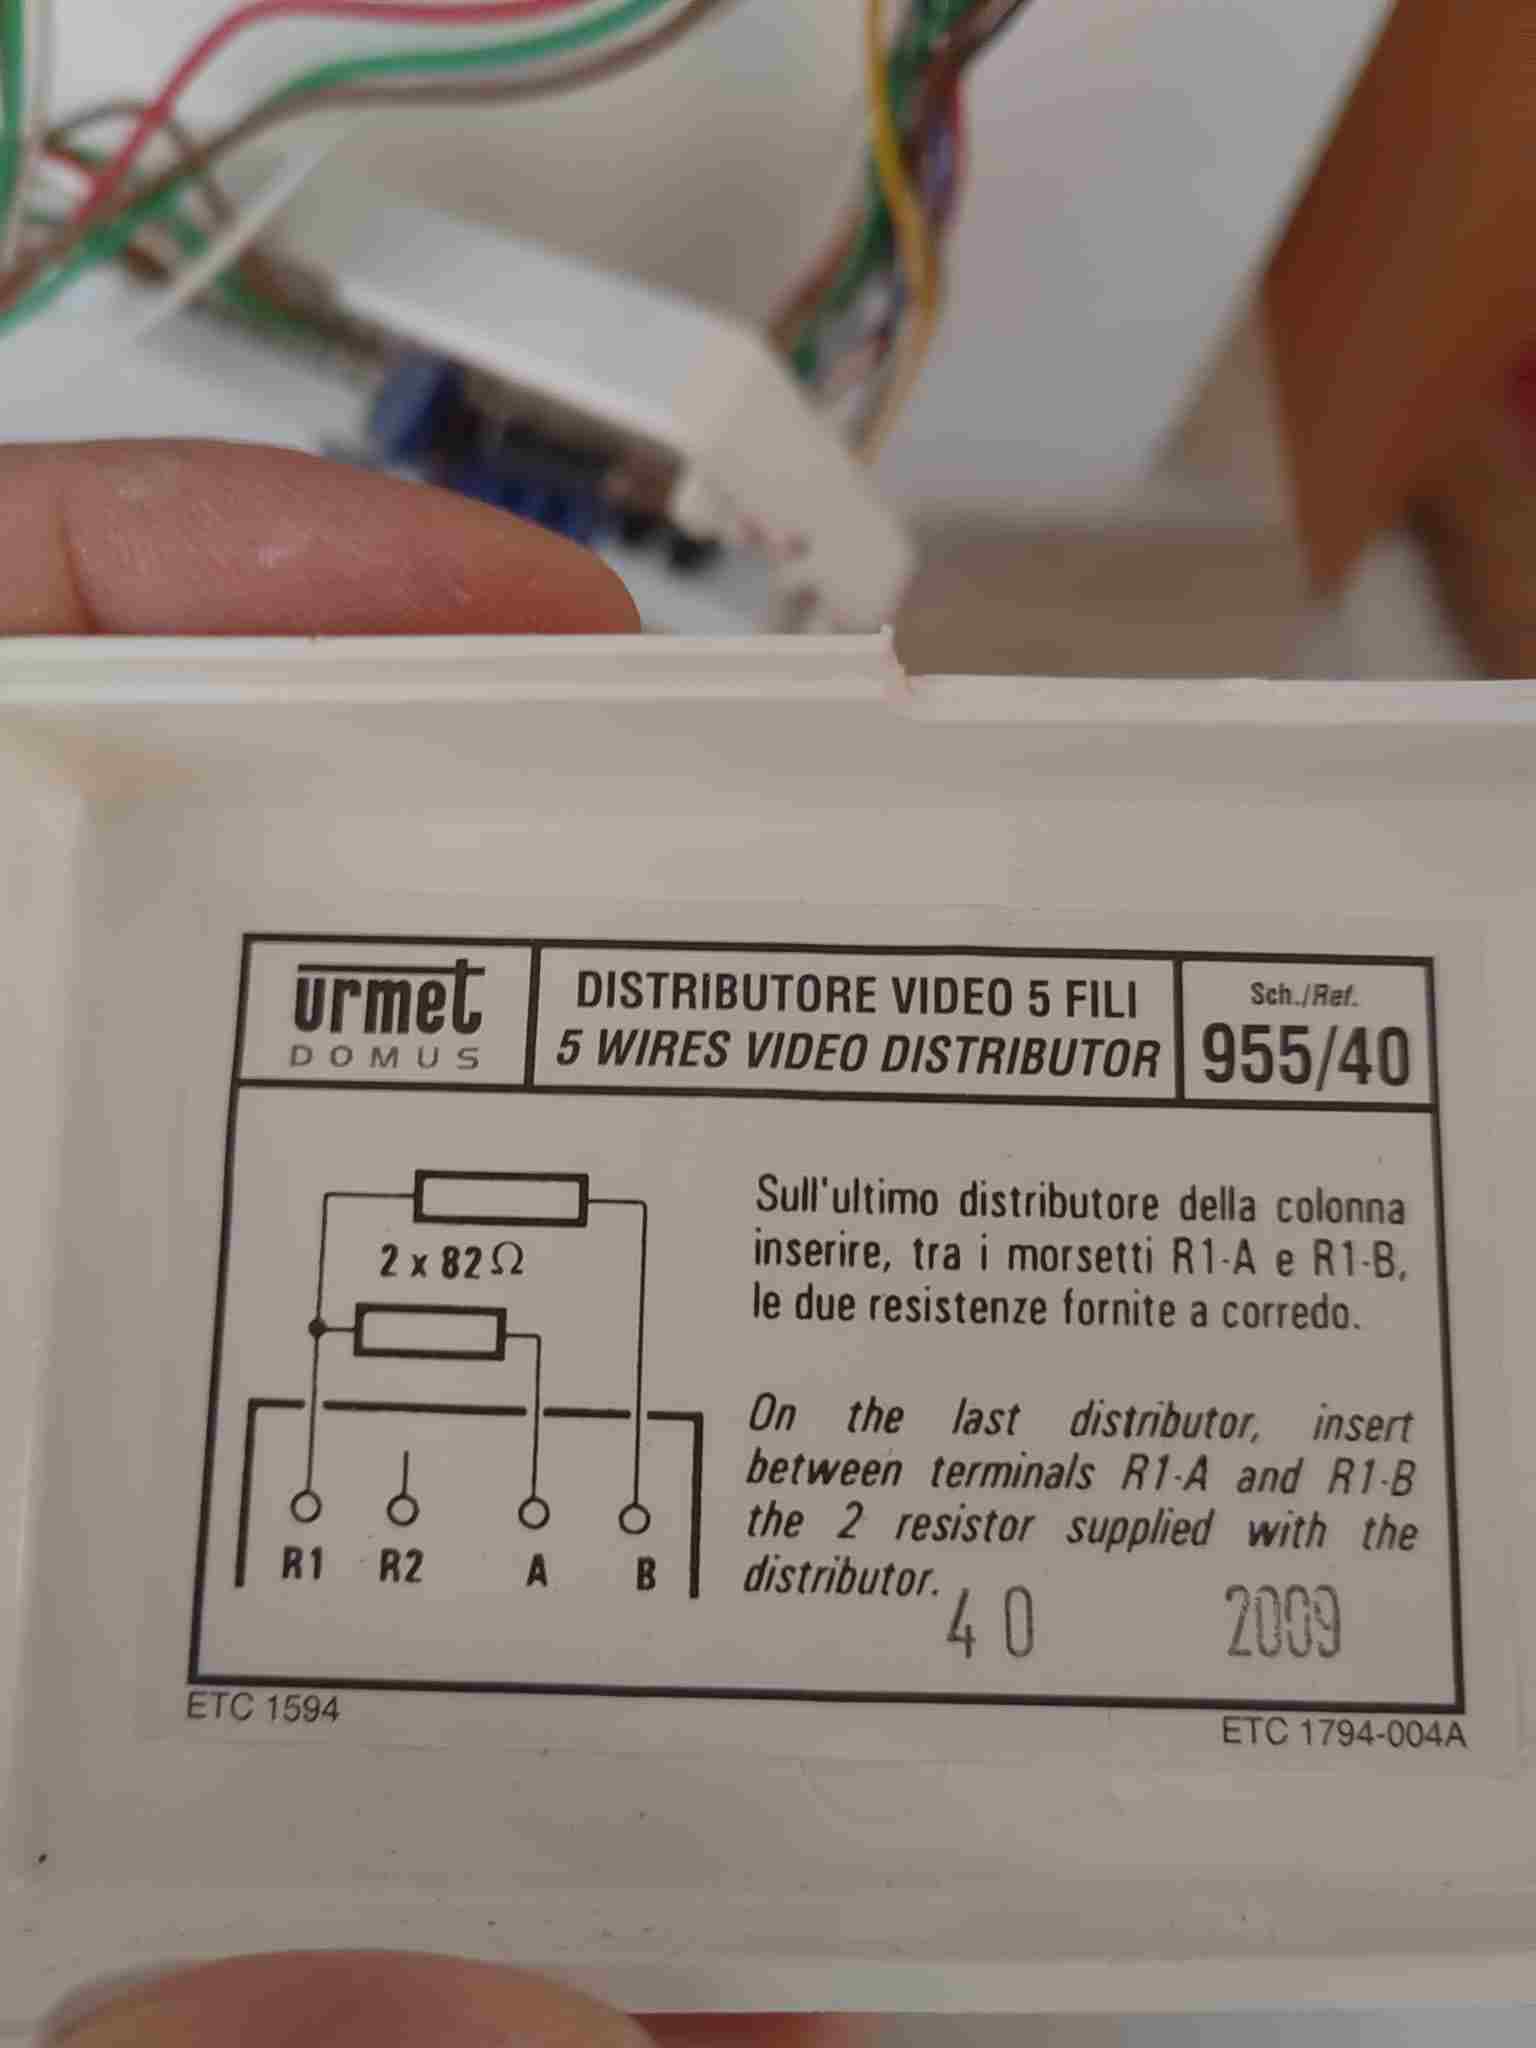 urmet
DOMUS
DISTRIBUTORE VIDEO 5 FILI
5 WIRES VIDEO DISTRIBUTOR
Sch./Ref.
955/40
2 x 82Ω
R1 R2 A B
Sull'ultimo distributore della colonna
inserire, tra i morsetti R1-A e R1-B,
le due resistenze fornite a corredo.
On the last distributor, insert
between terminals R1-A and R1-B
the 2 resistor supplied with the
distributor.
40 2009
ETC 1594
ETC 1794-004A